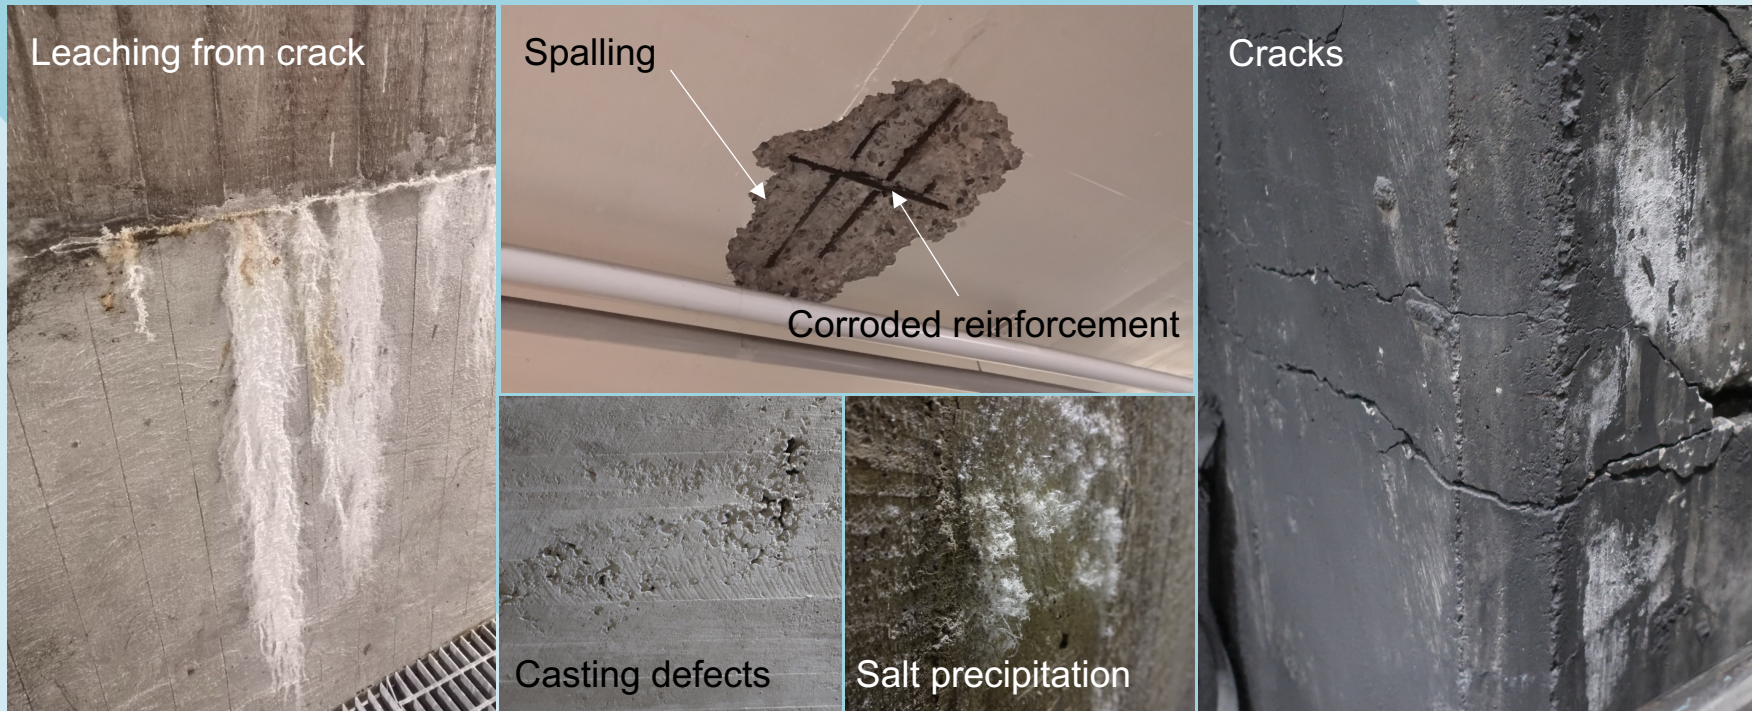 Leaching from crack
Spalling
Corroded reinforcement
Cracks
Casting defects
Salt precipitation